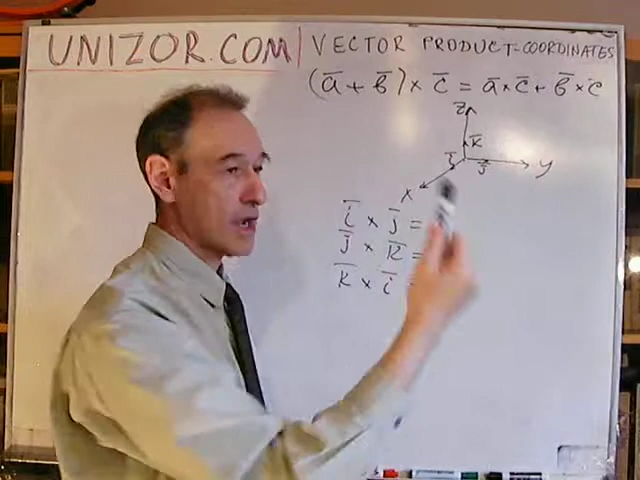 UNIZOR.COM | VECTOR PRODUCT-COORDINATES
(a̅ + b̅) × c̅ = a̅ × c̅ + b̅ × c̅
z
k̅
i̅ j̅ y
x
i̅ × j̅ =
j̅ × k̅ =
k̅ × i̅ =